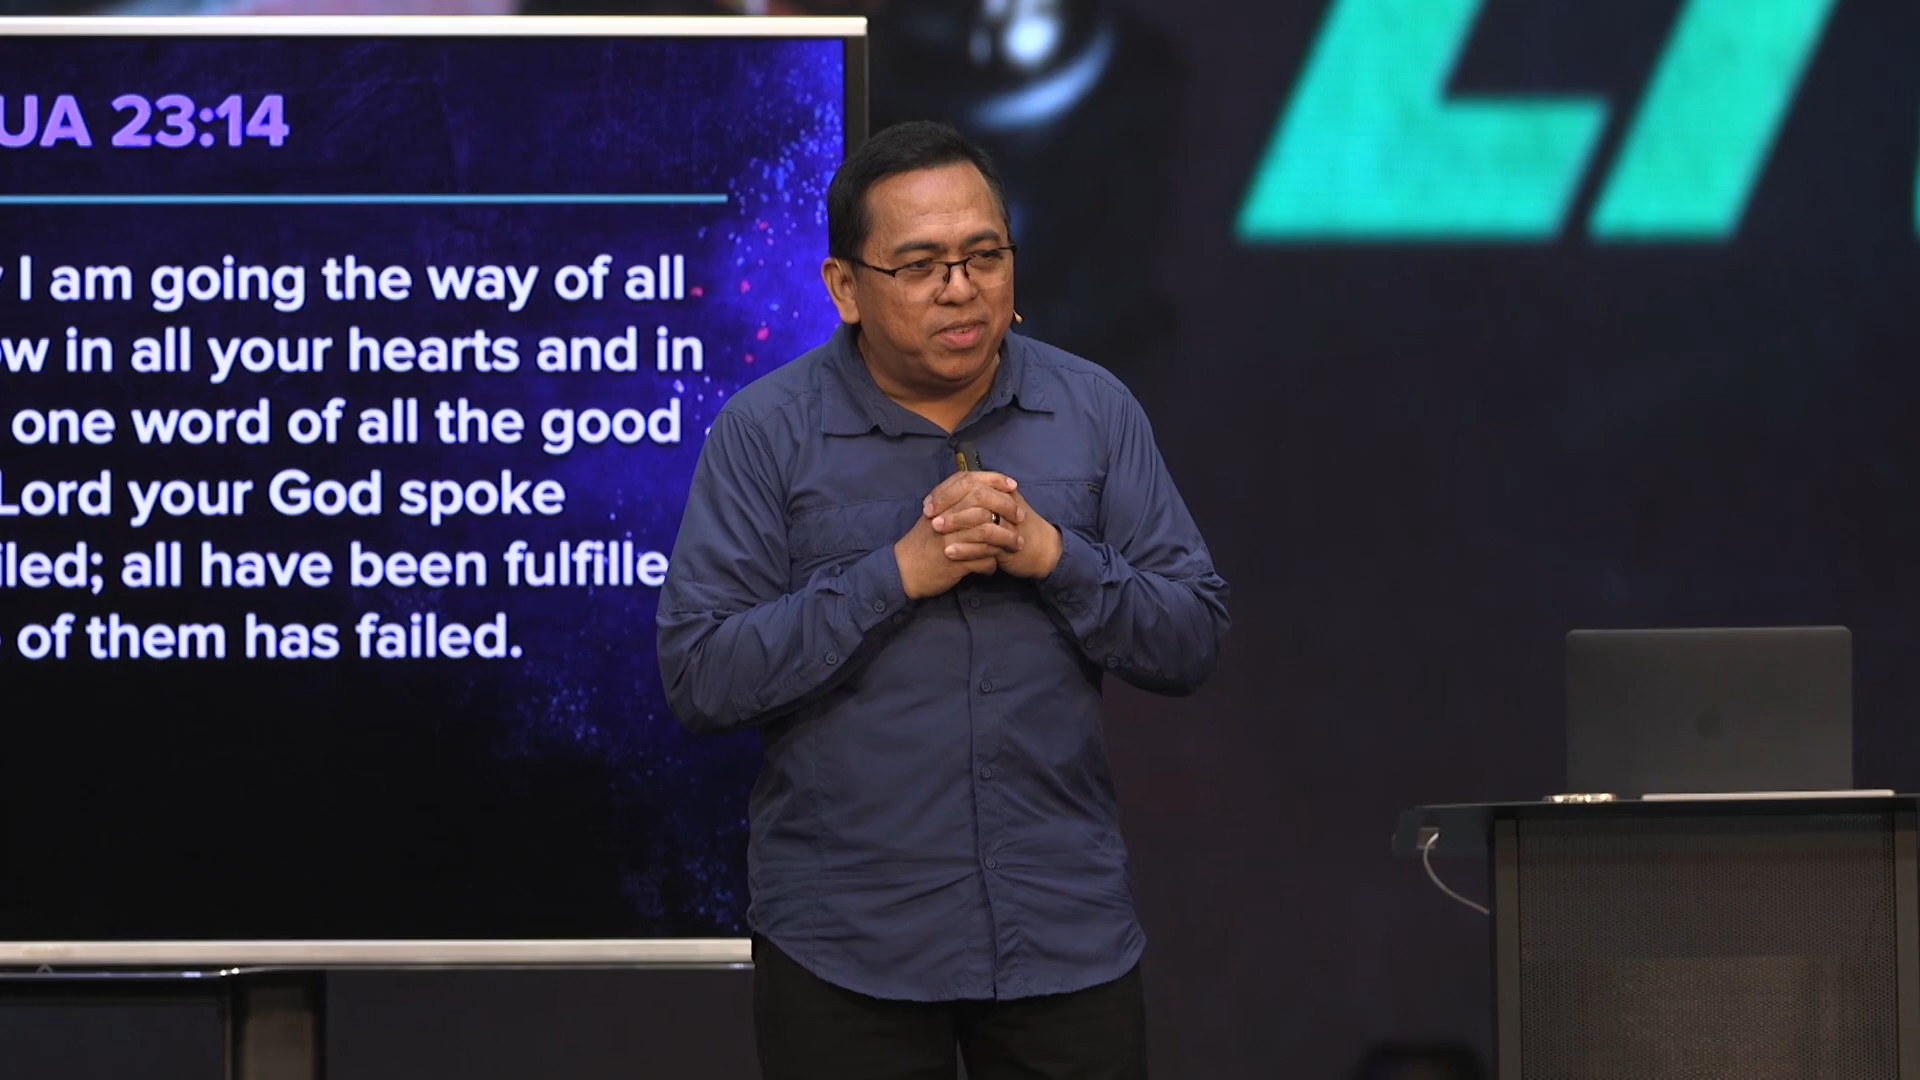 UA 23:14
I am going the way of all
w in all your hearts and in
one word of all the good
Lord your God spoke
iled; all have been fulfille
of them has failed.
LI